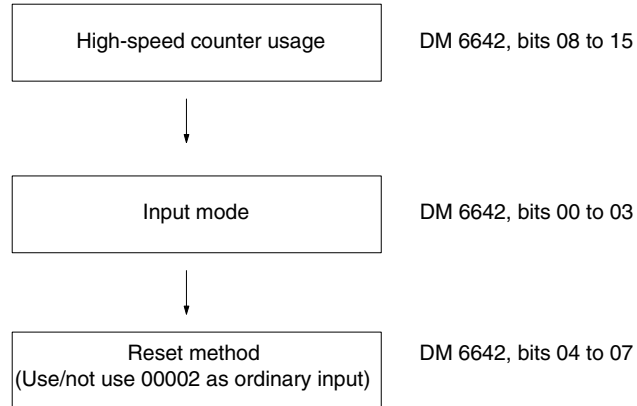 High-speed counter usage DM 6642, bits 08 to 15
Input mode DM 6642, bits 00 to 03
Reset method DM 6642, bits 04 to 07
(Use/not use 00002 as ordinary input)